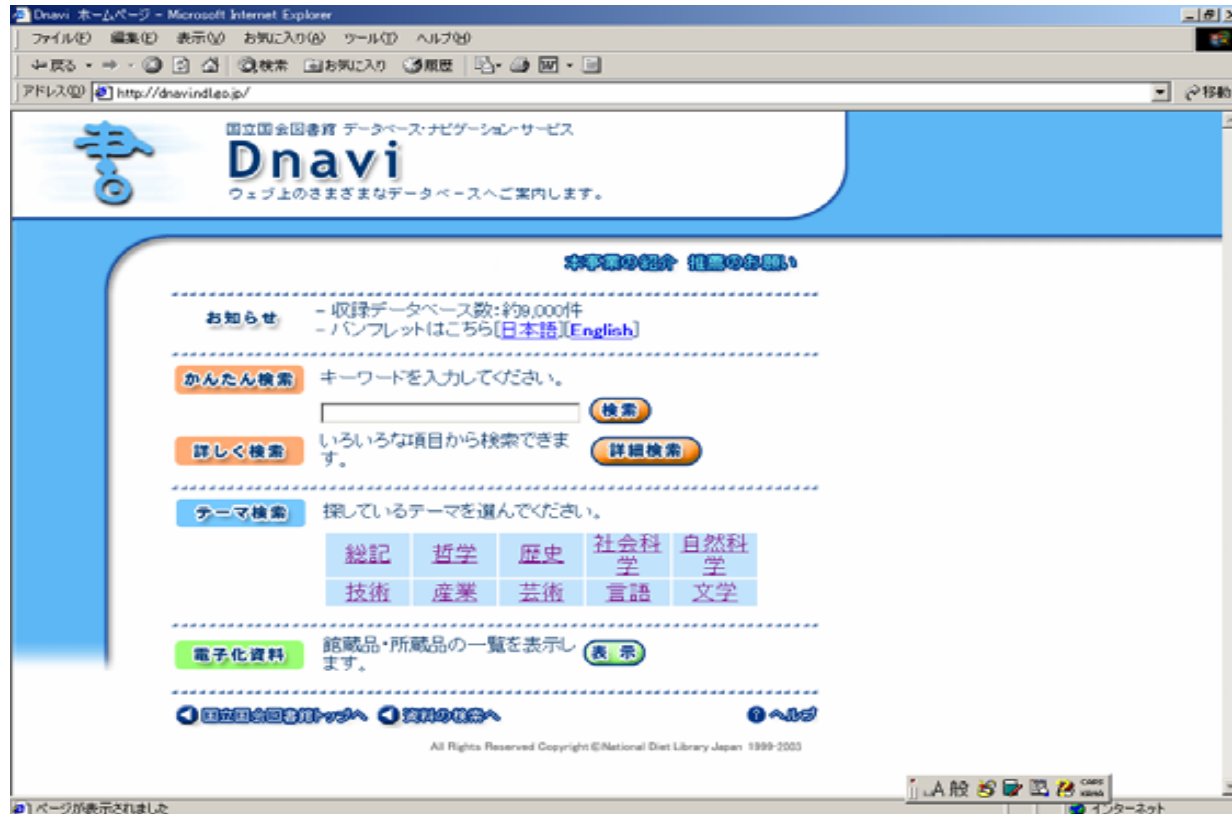 Dnavi ホームページ - Microsoft Internet Explorer
ファイル(F) 編集(E) 表示(V) お気に入り(A) ツール(T) ヘルプ(H)
戻る 検索 お気に入り 履歴
アドレス(D) http://dnavi.ndl.go.jp/ 移動
国立国会図書館 データベース・ナビゲーション・サービス
Dnavi
ウェブ上のさまざまなデータベースへご案内します。
本事業の紹介 推薦のお願い
お知らせ
- 収録データベース数:約9,000件
- パンフレットはこちら[日本語][English]
かんたん検索 キーワードを入力してください。
検索
詳しく検索 いろいろな項目から検索できま
す。
詳細検索
テーマ検索 探しているテーマを選んでください。
総記 哲学 歴史 社会科学 自然科学
技術 産業 芸術 言語 文学
電子化資料 館蔵品・所蔵品の一覧を表示し
ます。
表示
国立国会図書館トップへ 資料の検索へ ヘルプ
All Rights Reserved Copyright ©National Diet Library Japan 1999-2003
A 般 CAPS KANA
ページが表示されました インターネット